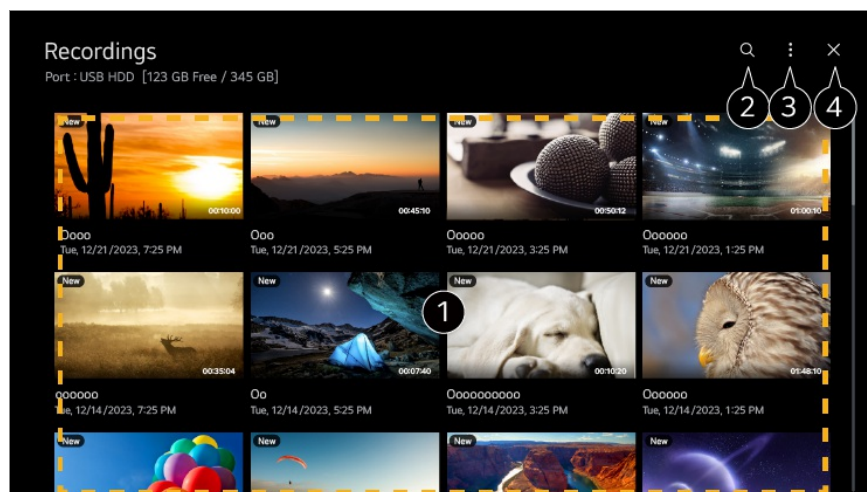 Recordings
Port : USB HDD [123 GB Free / 345 GB]
2 3 4
New New New New
00:10:00 00:45:10 00:50:12 01:00:10
Oooo Ooo Ooooo Oooooo
Tue, 12/21/2023, 7:25 PM Tue, 12/21/2023, 5:25 PM Tue, 12/21/2023, 3:25 PM Tue, 12/21/2023, 1:25 PM
New New New New
1
00:35:04 00:07:40 00:10:20 01:48:10
oooooo Oo Oooooooooo Oooooo
Tue, 12/14/2023, 7:25 PM Tue, 12/14/2023, 5:25 PM Tue, 12/14/2023, 3:25 PM Tue, 12/14/2023, 1:25 PM
New New New New